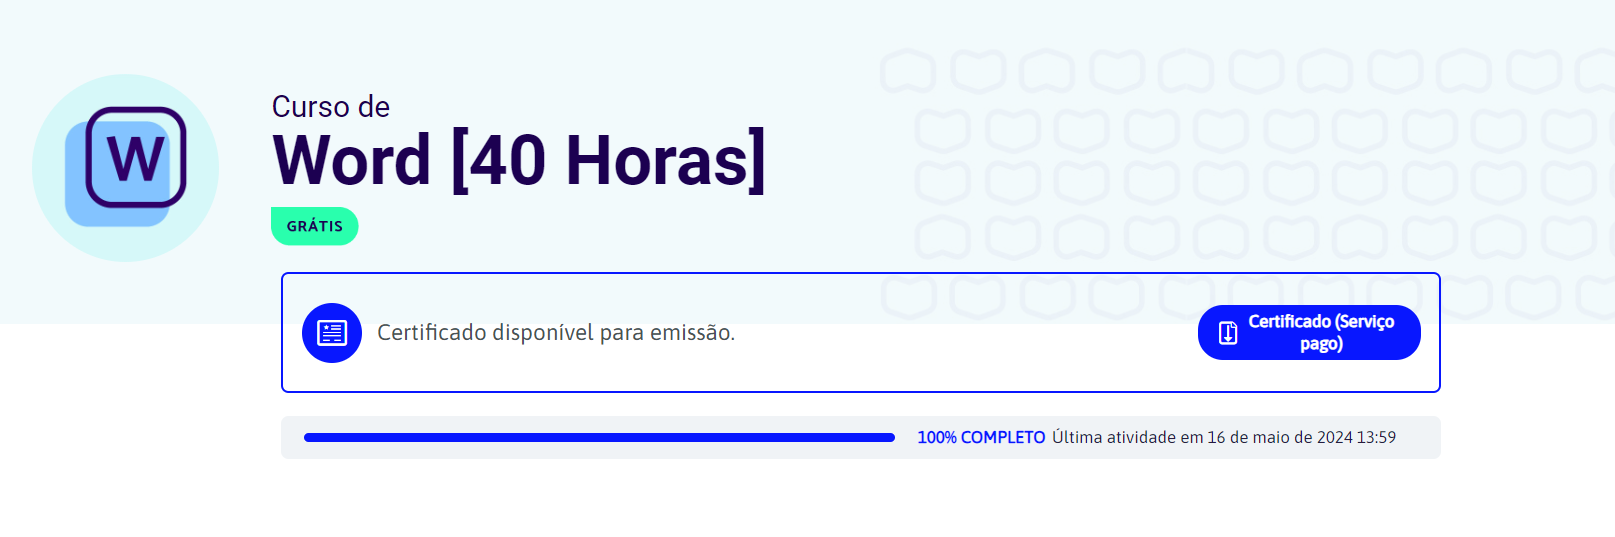 W
Curso de
Word [40 Horas]
GRÁTIS
Certificado disponível para emissão.
Certificado (Serviço
pago)
100% COMPLETO Última atividade em 16 de maio de 2024 13:59